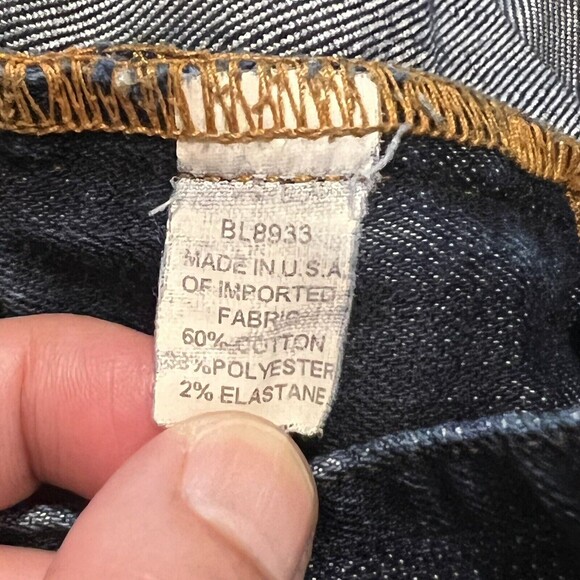 BL8933
MADE IN U.S.A
OF IMPORTED
FABRIC
60% COTTON
POLYESTER
2% ELASTANE